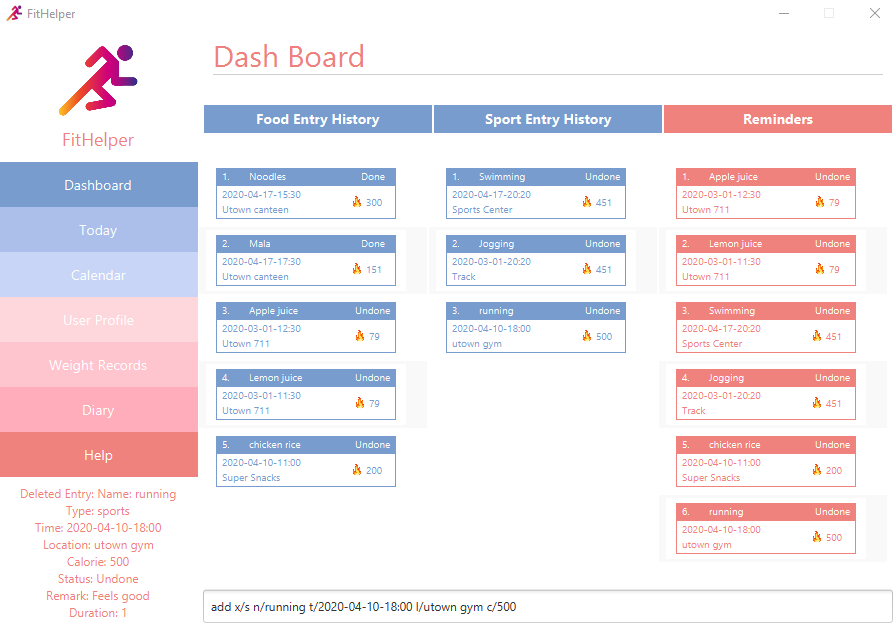 FitHelper
Dash Board
FitHelper
Food Entry History
Sport Entry History
Reminders
Dashboard
Today
Calendar
User Profile
Weight Records
Diary
Help
Deleted Entry: Name: running
Type: sports
Time: 2020-04-10-18:00
Location: utown gym
Calorie: 500
Status: Undone
Remark: Feels good
Duration: 1
1. Noodles Done
2020-04-17-15:30
300
Utown canteen
2. Mala Done
2020-04-17-17:30
151
Utown canteen
3. Apple juice Undone
2020-03-01-12:30
79
Utown 711
4. Lemon juice Undone
2020-03-01-11:30
79
Utown 711
5. chicken rice Undone
2020-04-10-11:00
200
Super Snacks
1. Swimming Undone
2020-04-17-20:20
451
Sports Center
2. Jogging Undone
2020-03-01-20:20
451
Track
3. running Undone
2020-04-10-18:00
500
utown gym
1. Apple juice Undone
2020-03-01-12:30
79
Utown 711
2. Lemon juice Undone
2020-03-01-11:30
79
Utown 711
3. Swimming Undone
2020-04-17-20:20
451
Sports Center
4. Jogging Undone
2020-03-01-20:20
451
Track
5. chicken rice Undone
2020-04-10-11:00
200
Super Snacks
6. running Undone
2020-04-10-18:00
500
utown gym
add x/s n/running t/2020-04-10-18:00 l/utown gym c/500